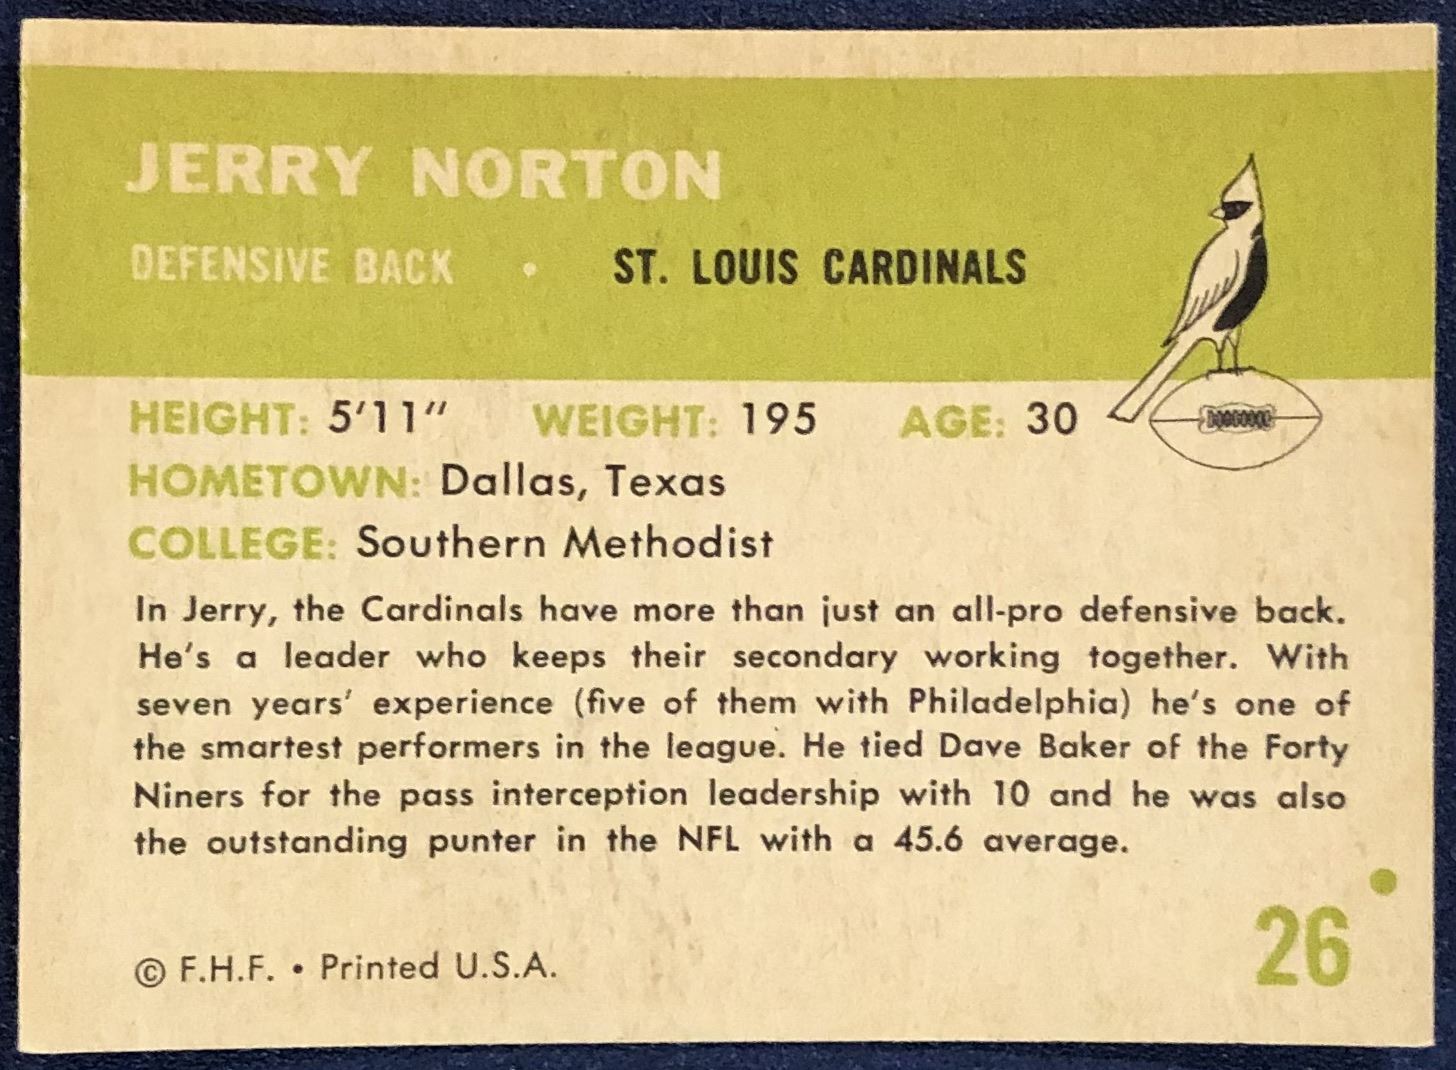 JERRY NORTON
DEFENSIVE BACK • ST. LOUIS CARDINALS
HEIGHT: 5'11" WEIGHT: 195 AGE: 30
HOMETOWN: Dallas, Texas
COLLEGE: Southern Methodist
In Jerry, the Cardinals have more than just an all-pro defensive back.
He's a leader who keeps their secondary working together. With
seven years' experience (five of them with Philadelphia) he's one of
the smartest performers in the league. He tied Dave Baker of the Forty
Niners for the pass interception leadership with 10 and he was also
the outstanding punter in the NFL with a 45.6 average.
26
© F.H.F. • Printed U.S.A.